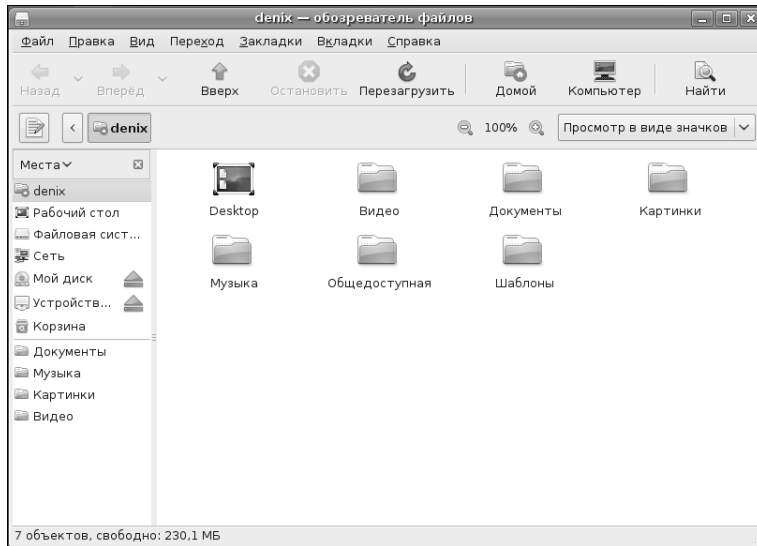 denix — обозреватель файлов
Файл Правка Вид Переход Закладки Вкладки Справка
Назад Вперёд Вверх Остановить Перезагрузить Домой Компьютер Найти
denix 100% Просмотр в виде значков
Места
denix
Рабочий стол
Файловая сист...
Сеть
Мой диск
Устройств...
Корзина
Документы
Музыка
Картинки
Видео
Desktop Видео Документы Картинки
Музыка Общедоступная Шаблоны
7 объектов, свободно: 230,1 МБ